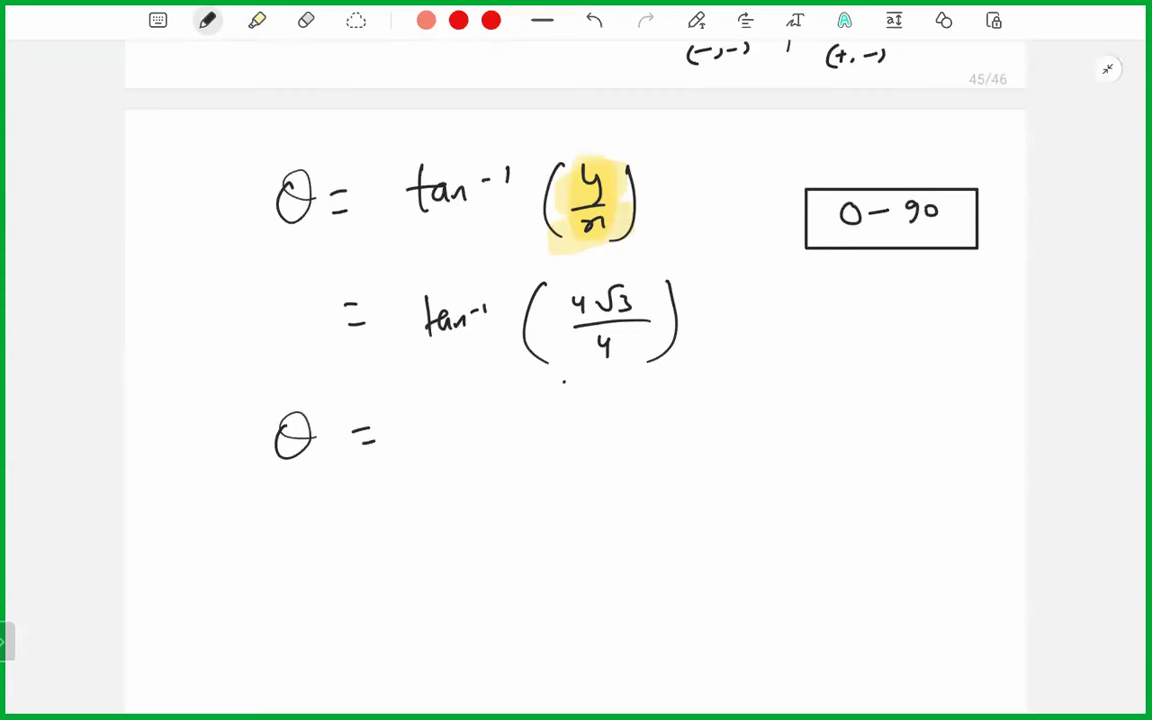 (-,-) (+,-)
45/46
θ = tan⁻¹ (y/x)
0 - 90
= tan⁻¹ (4√3/4)
θ =